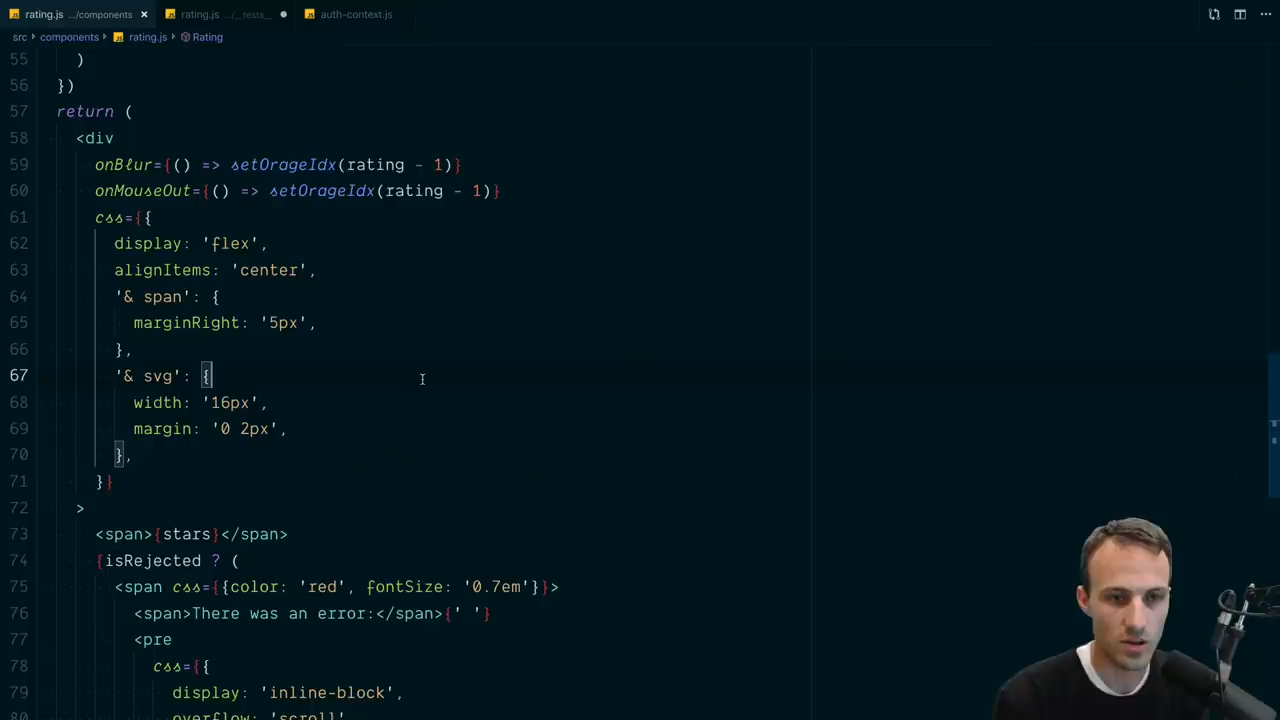 rating.js .../components
rating.js .../__tests__
auth-context.js
src
components
rating.js
Rating
55 )
56 })
57 return (
58 <div
59 onBlur={() => setOrageIdx(rating - 1)}
60 onMouseOut={() => setOrageIdx(rating - 1)}
61 css={{
62 display: 'flex',
63 alignItems: 'center',
64 '& span': {
65 marginRight: '5px',
66 },
67 '& svg': {
68 width: '16px',
69 margin: '0 2px',
70 },
71 }}
72 >
73 <span>{stars}</span>
74 {isRejected ? (
75 <span css={{color: 'red', fontSize: '0.7em'}}>
76 <span>There was an error:</span>{' '}
77 <pre
78 css={{
79 display: 'inline-block',
80 overflow: 'scroll'